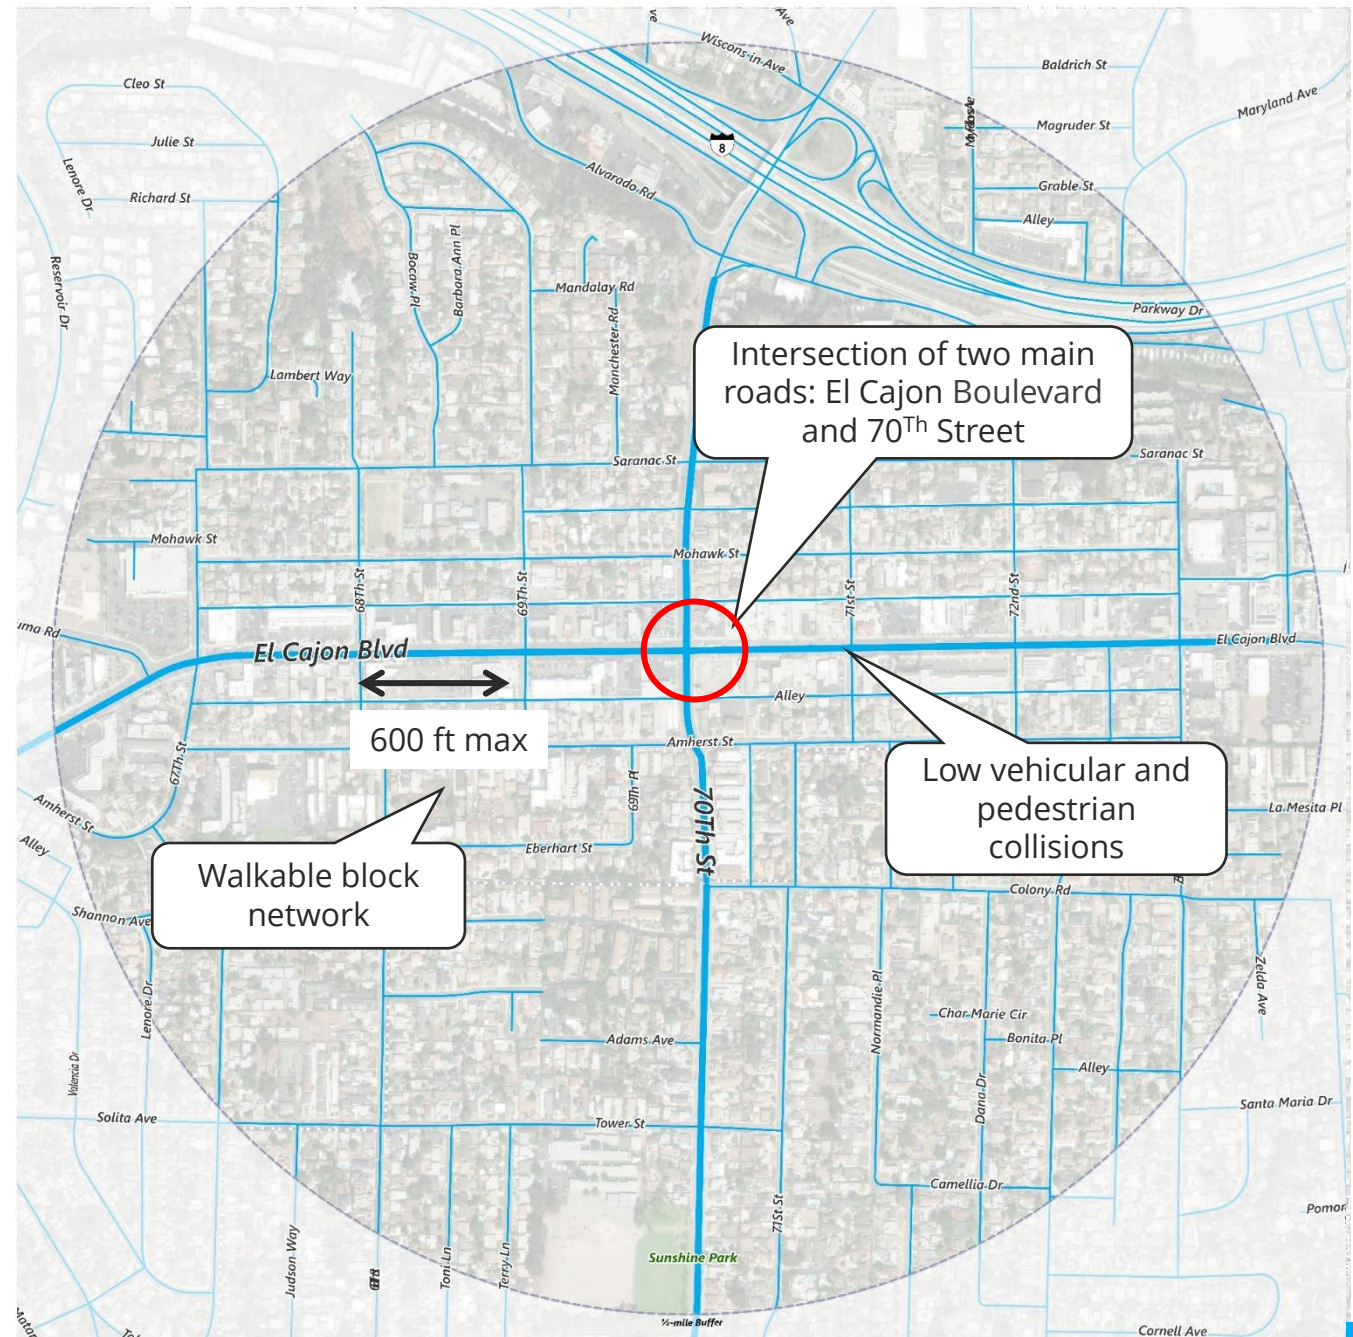 Wisconsin Ave
Ave
ve
Baldrich St
Cleo St
Maryland Ave
Magruder St
Julie St
8
Lenore Dr
Alvarado Rd
Grable St
Richard St
Alley
Reservoir Dr
Bocaw Pl
Barbara Ann Pl
Mandalay Rd
Parkway Dr
Manchester Rd
Lambert Way
Intersection of two main
roads: El Cajon Boulevard
and 70Th Street
Saranac St
Saranac St
Mohawk St
Mohawk St
68Th St
69Th St
71st St
72nd St
uma Rd
El Cajon Blvd
El Cajon Blvd
Alley
600 ft max
Amherst St
67Th St
69Th Pl
70Th St
Low vehicular and
pedestrian
collisions
La Mesita Pl
Amherst St
Alley
Eberhart St
Walkable block
network
Colony Rd
Shannon Ave
Zelda Ave
Lenore Dr
Normandie Pl
Char Marie Cir
Adams Ave
Bonita Pl
Valencia Dr
Alley
Dana Dr
Santa Maria Dr
Solita Ave
Tower St
Camellia Dr
71St St
Pomor
Judson Way
Toni Ln
Terry Ln
Sunshine Park
½-mile Buffer
Cornell Ave